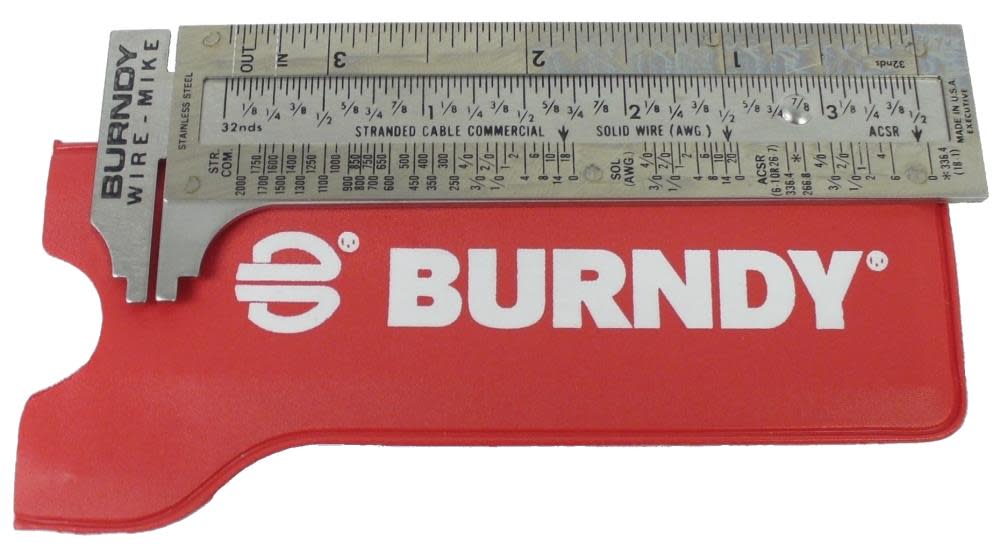 BURNDY
WIRE-MIKE
STAINLESS STEEL
OUT IN 3 2 1 32nds
1/8 1/4 3/8 1/2 5/8 3/4 7/8 1 1/8 1/4 3/8 1/2 5/8 3/4 7/8 2 1/8 1/4 3/8 1/2 5/8 3/4 7/8 3 1/8 1/4 3/8 1/2
32nds STRANDED CABLE COMMERCIAL SOLID WIRE (AWG.) ACSR
MADE IN U.S.A
EXECUTIVE
STR. COM. 2000 1750 1700 1600 1500 1400 1300 1200 1100 1000 900 850 800 750 700 650 600 500 450 400 350 300 250 4/0 3/0 2/0 1/0 1 2 4 6 8 10 14 18 0
SOL (AWG.) 4/0 3/0 2/0 1/0 1 2 4 6 8 10 14 20 0
ACSR (6-1OR26-7) 336.4 266.8 * 4/0 3/0 2/0 1/0 1 2 4 6 0
*336.4 (18 1)
BURNDY®